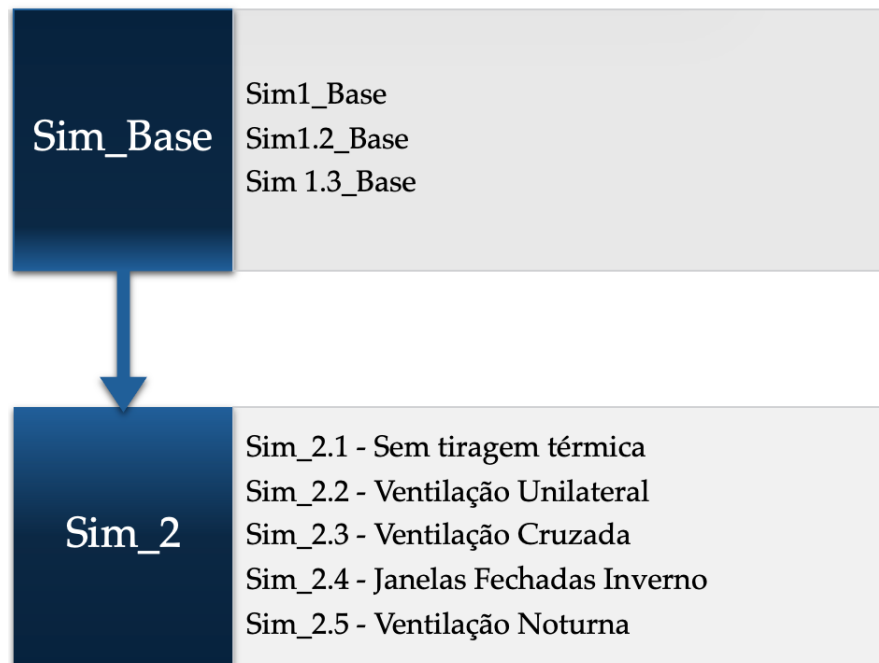 Sim_Base
Sim1_Base
Sim1.2_Base
Sim 1.3_Base
Sim_2
Sim_2.1 - Sem tiragem térmica
Sim_2.2 - Ventilação Unilateral
Sim_2.3 - Ventilação Cruzada
Sim_2.4 - Janelas Fechadas Inverno
Sim_2.5 - Ventilação Noturna